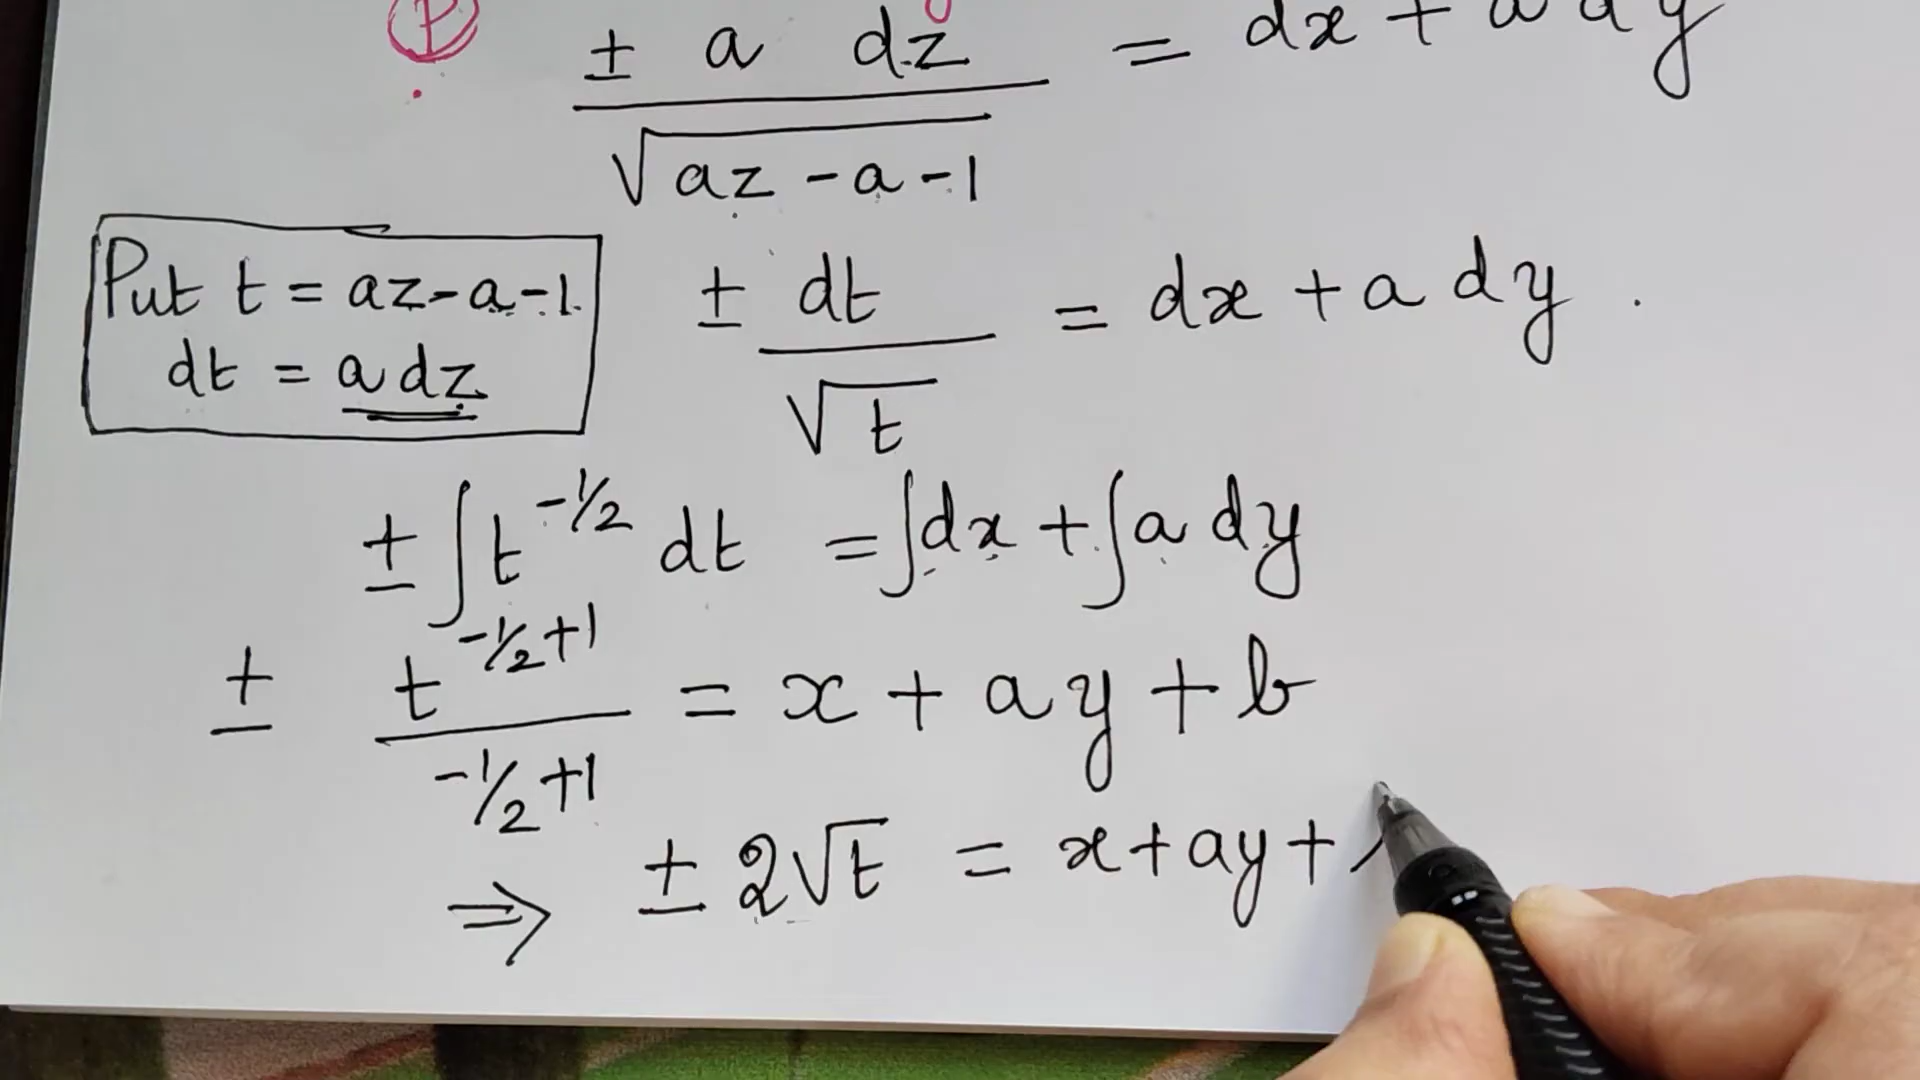 P
± a dz / √(az - a - 1) = dx + a dy
Put t = az - a - 1.
dt = a dz
± dt / √t = dx + a dy .
± ∫ t^(-1/2) dt = ∫ dx + ∫ a dy
± t^(-1/2 + 1) / (-1/2 + 1) = x + ay + b
⇒ ± 2√t = x + ay +